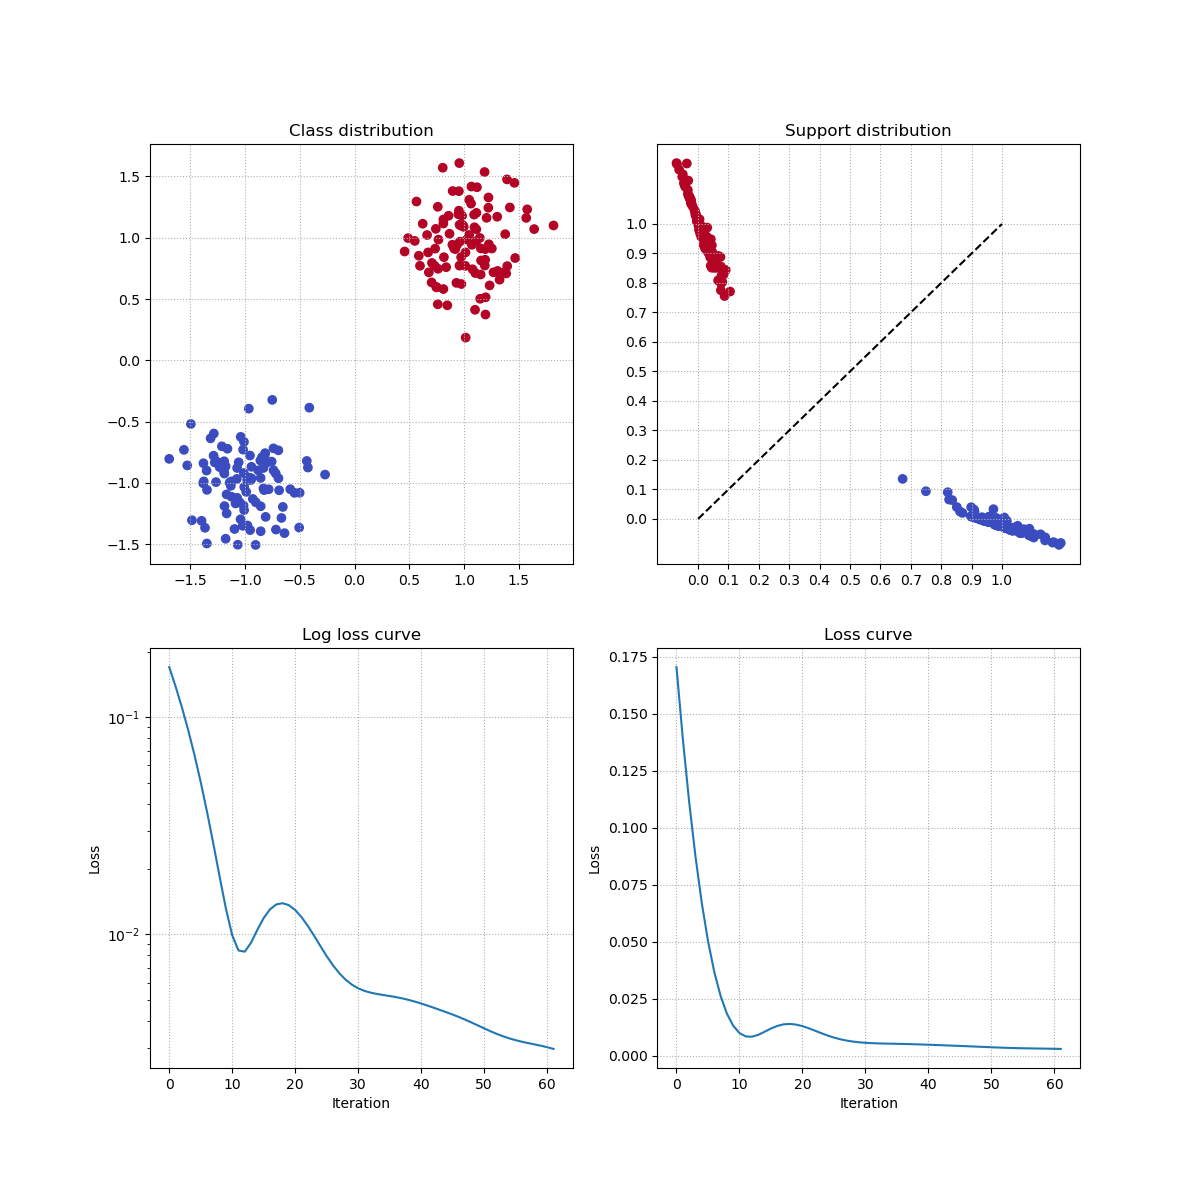 Class distribution
1.5
1.0
0.5
0.0
−0.5
−1.0
−1.5
−1.5 −1.0 −0.5 0.0 0.5 1.0 1.5
Support distribution
1.0
0.9
0.8
0.7
0.6
0.5
0.4
0.3
0.2
0.1
0.0
0.0 0.1 0.2 0.3 0.4 0.5 0.6 0.7 0.8 0.9 1.0
Log loss curve
Loss
10⁻¹
10⁻²
0 10 20 30 40 50 60
Iteration
Loss curve
Loss
0.175
0.150
0.125
0.100
0.075
0.050
0.025
0.000
0 10 20 30 40 50 60
Iteration